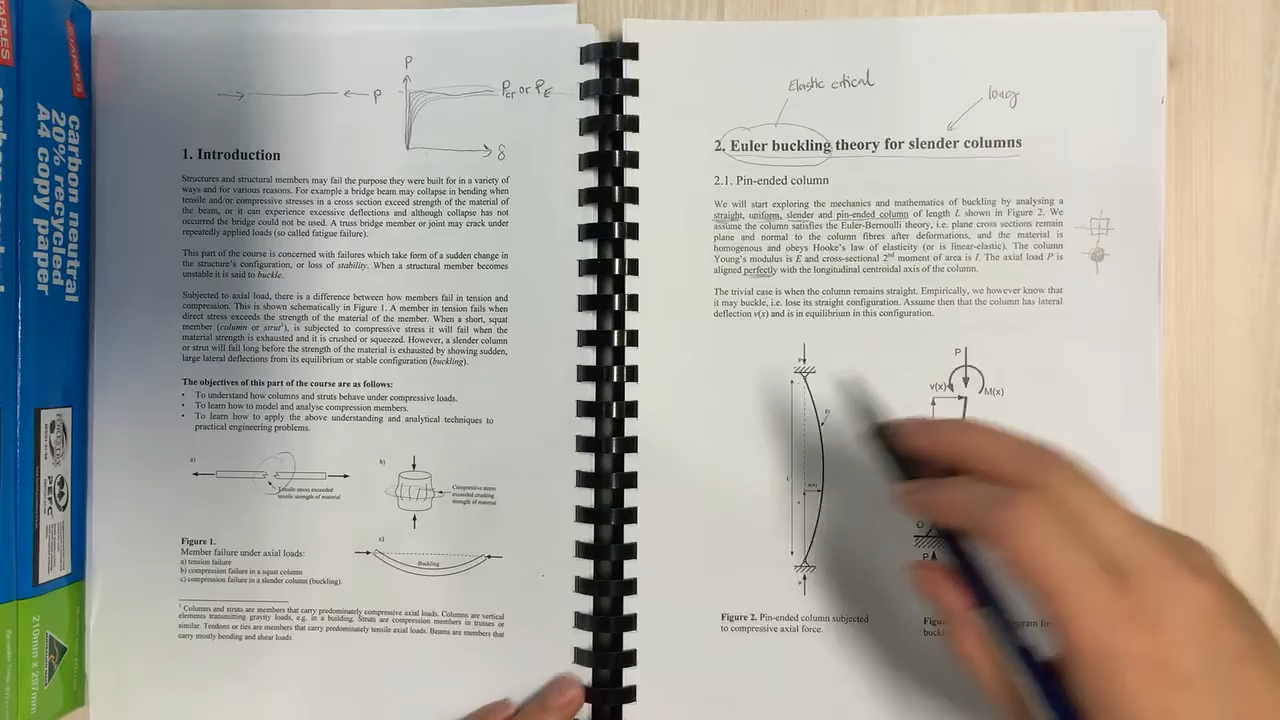 STAPLES
STAPLES
carbon neutral
20% recycled
A4 copy paper
PEFC
210mm x 297mm
P
P
Pcr or PE
δ
1. Introduction
Structures and structural members may fail the purpose they were built for in a variety of
ways and for various reasons. For example a bridge beam may collapse in bending when
tensile and/or compressive stresses in a cross section exceed strength of the material of
the beam, or it can experience excessive deflections and although collapse has not
occurred the bridge could not be used. A truss bridge member or joint may crack under
repeatedly applied loads (so called fatigue failure).
This part of the course is concerned with failures which take form of a sudden change in
the structure's configuration, or loss of stability. When a structural member becomes
unstable it is said to buckle.
Subjected to axial load, there is a difference between how members fail in tension and
compression. This is shown schematically in Figure 1. A member in tension fails when
direct stress exceeds the strength of the material of the member. When a short, squat
member (column or strut1), is subjected to compressive stress it will fail when the
material strength is exhausted and it is crushed or squeezed. However, a slender column
or strut will fail long before the strength of the material is exhausted by showing sudden,
large lateral deflections from its equilibrium or stable configuration (buckling).
The objectives of this part of the course are as follows:
• To understand how columns and struts behave under compressive loads.
• To learn how to model and analyse compression members.
• To learn how to apply the above understanding and analytical techniques to
practical engineering problems.
a)
Tensile stress exceeded
tensile strength of material
b)
Compressive stress
exceeded crushing
strength of material
c)
Buckling
Figure 1.
Member failure under axial loads:
a) tension failure
b) compression failure in a squat column
c) compression failure in a slender column (buckling).
1 Columns and struts are members that carry predominately compressive axial loads. Columns are vertical
elements transmitting gravity loads, e.g. in a building. Struts are compression members in trusses or
similar. Tendons or ties are members that carry predominately tensile axial loads. Beams are members that
carry mostly bending and shear loads.
Elastic critical
long
2. Euler buckling theory for slender columns
2.1. Pin-ended column
We will start exploring the mechanics and mathematics of buckling by analysing a
straight, uniform, slender and pin-ended column of length L shown in Figure 2. We
assume the column satisfies the Euler-Bernoulli theory, i.e. plane cross sections remain
plane and normal to the column fibres after deformations, and the material is
homogenous and obeys Hooke's law of elasticity (or is linear-elastic). The column
Young's modulus is E and cross-sectional 2nd moment of area is I. The axial load P is
aligned perfectly with the longitudinal centroidal axis of the column.
The trivial case is when the column remains straight. Empirically, we however know that
it may buckle, i.e. lose its straight configuration. Assume then that the column has lateral
deflection v(x) and is in equilibrium in this configuration.
P
v(x)
M(x)
O
P
Figure 2. Pin-ended column subjected
to compressive axial force.